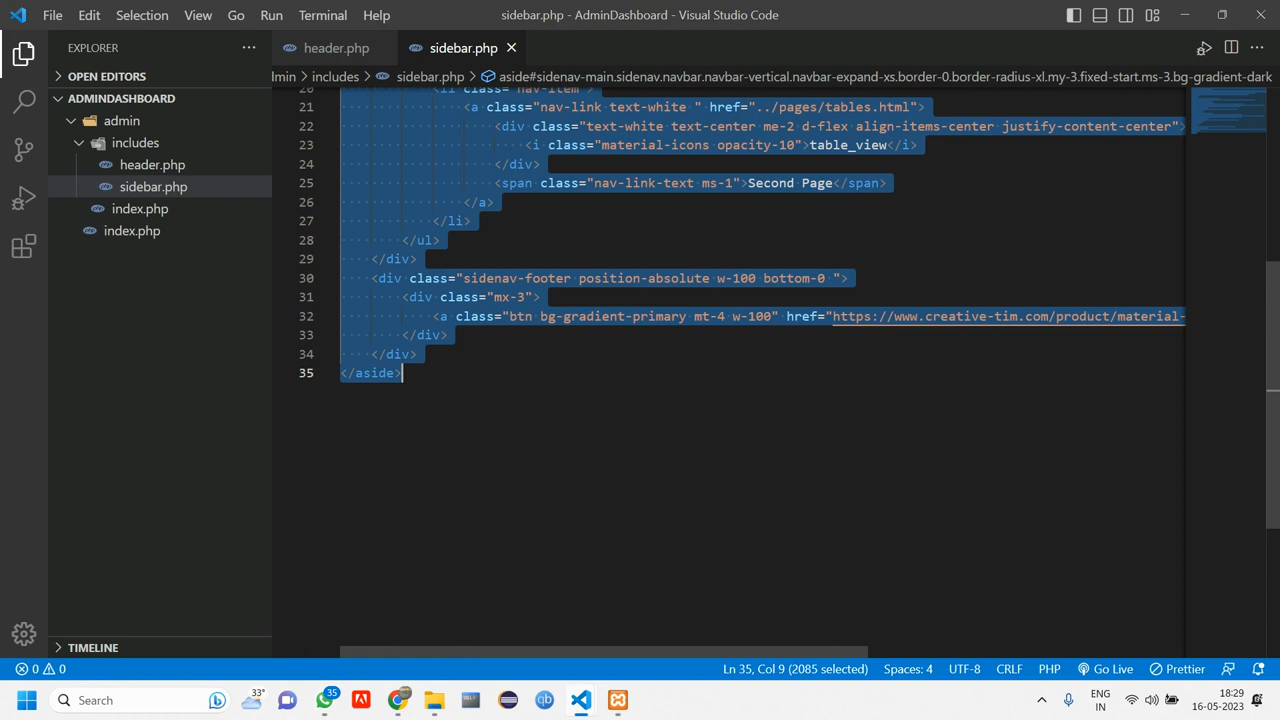 File Edit Selection View Go Run Terminal Help
sidebar.php - AdminDashboard - Visual Studio Code
EXPLORER
OPEN EDITORS
ADMINDASHBOARD
admin
includes
header.php
sidebar.php
index.php
index.php
TIMELINE
header.php sidebar.php
lmin includes sidebar.php aside#sidenav-main.sidenav.navbar.navbar-vertical.navbar-expand-xs.border-0.border-radius-xl.my-3.fixed-start.ms-3.bg-gradient-dark
20 <li class="nav-item">
21 <a class="nav-link text-white " href="../pages/tables.html">
22 <div class="text-white text-center me-2 d-flex align-items-center justify-content-center">
23 <i class="material-icons opacity-10">table_view</i>
24 </div>
25 <span class="nav-link-text ms-1">Second Page</span>
26 </a>
27 </li>
28 </ul>
29 </div>
30 <div class="sidenav-footer position-absolute w-100 bottom-0 ">
31 <div class="mx-3">
32 <a class="btn bg-gradient-primary mt-4 w-100" href="https://www.creative-tim.com/product/material-
33 </div>
34 </div>
35 </aside>
0 0 Ln 35, Col 9 (2085 selected) Spaces: 4 UTF-8 CRLF PHP Go Live Prettier
Search 33° 35 ENG IN 18:29 16-05-2023